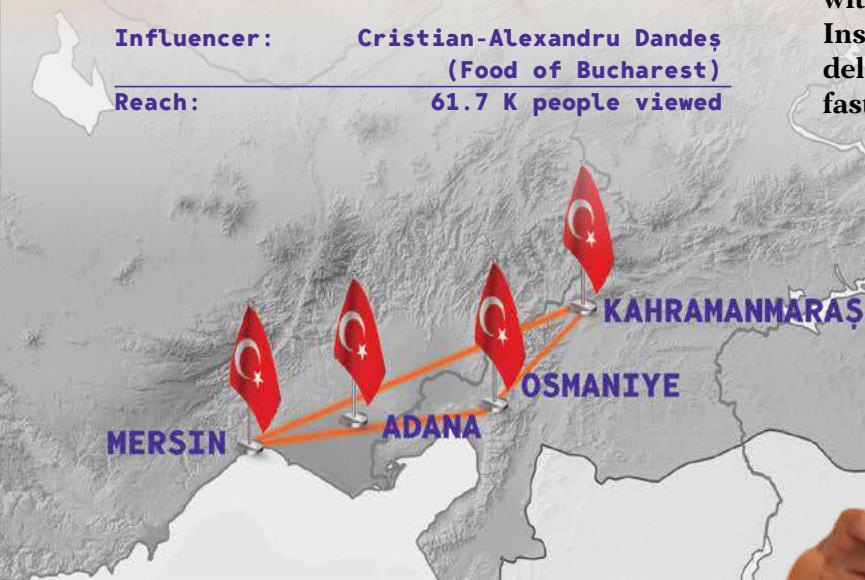 Influencer: Cristian-Alexandru Dandeș
(Food of Bucharest)
Reach: 61.7 K people viewed
KAHRAMANMARAŞ
OSMANIYE
ADANA
MERSIN